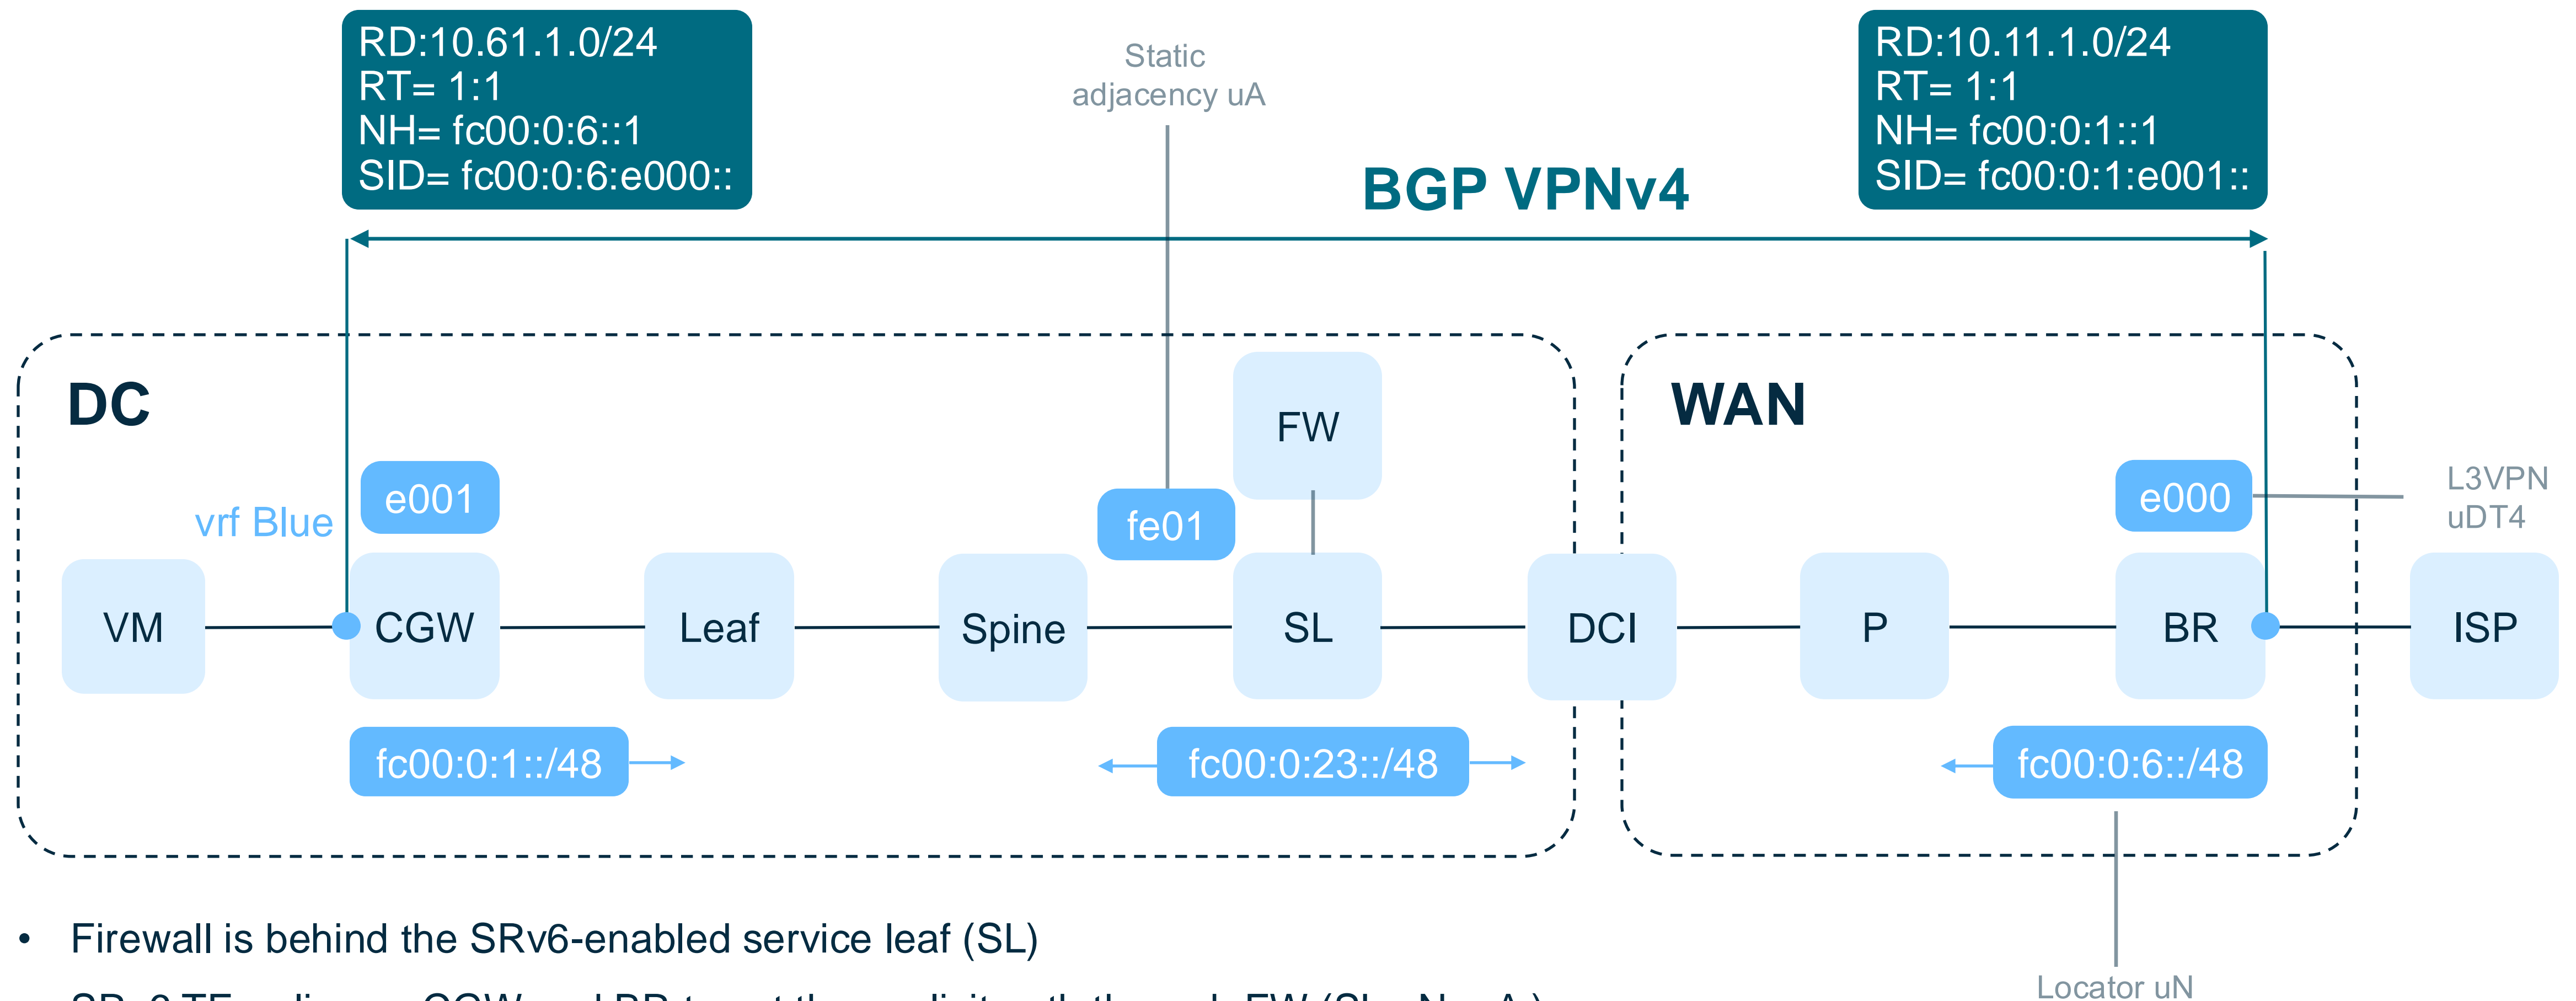 RD:10.61.1.0/24
RT= 1:1
NH= fc00:0:6::1
SID= fc00:0:6:e000::
Static
adjacency uA
RD:10.11.1.0/24
RT= 1:1
NH= fc00:0:1::1
SID= fc00:0:1:e001::
BGP VPNv4
DC
WAN
FW
vrf Blue
e001
fe01
e000
L3VPN
uDT4
VM
CGW
Leaf
Spine
SL
DCI
P
BR
ISP
fc00:0:1::/48
fc00:0:23::/48
fc00:0:6::/48
• Firewall is behind the SRv6-enabled service leaf (SL)
Locator uN